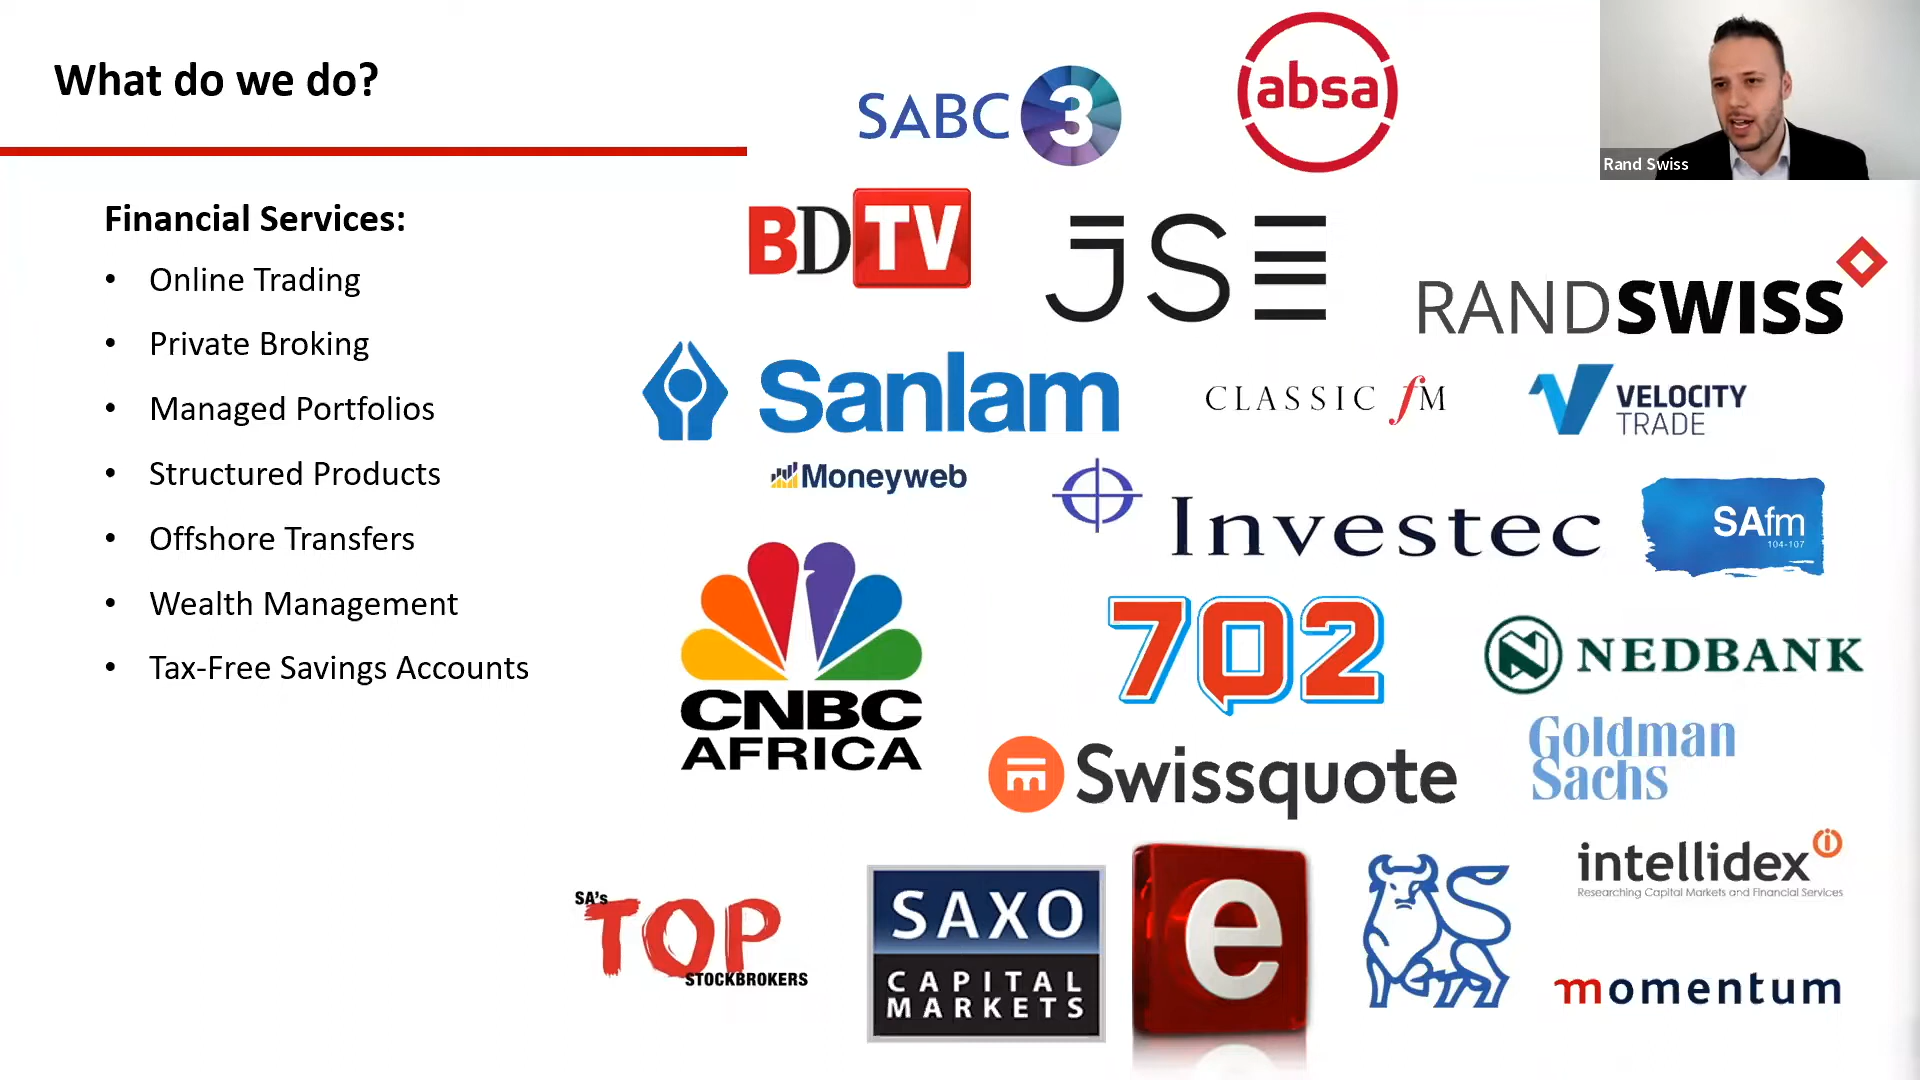 What do we do?
Financial Services:
• Online Trading
• Private Broking
• Managed Portfolios
• Structured Products
• Offshore Transfers
• Wealth Management
• Tax-Free Savings Accounts
SABC 3
absa
Rand Swiss
BDTV
JSE
RANDSWISS
Sanlam
CLASSIC fM
VELOCITY
TRADE
Moneyweb
Investec
SAfm
104-107
CNBC
AFRICA
702
NEDBANK
Swissquote
Goldman
Sachs
SA's
TOP
STOCKBROKERS
SAXO
CAPITAL
MARKETS
e
intellidex
Researching Capital Markets and Financial Services
momentum